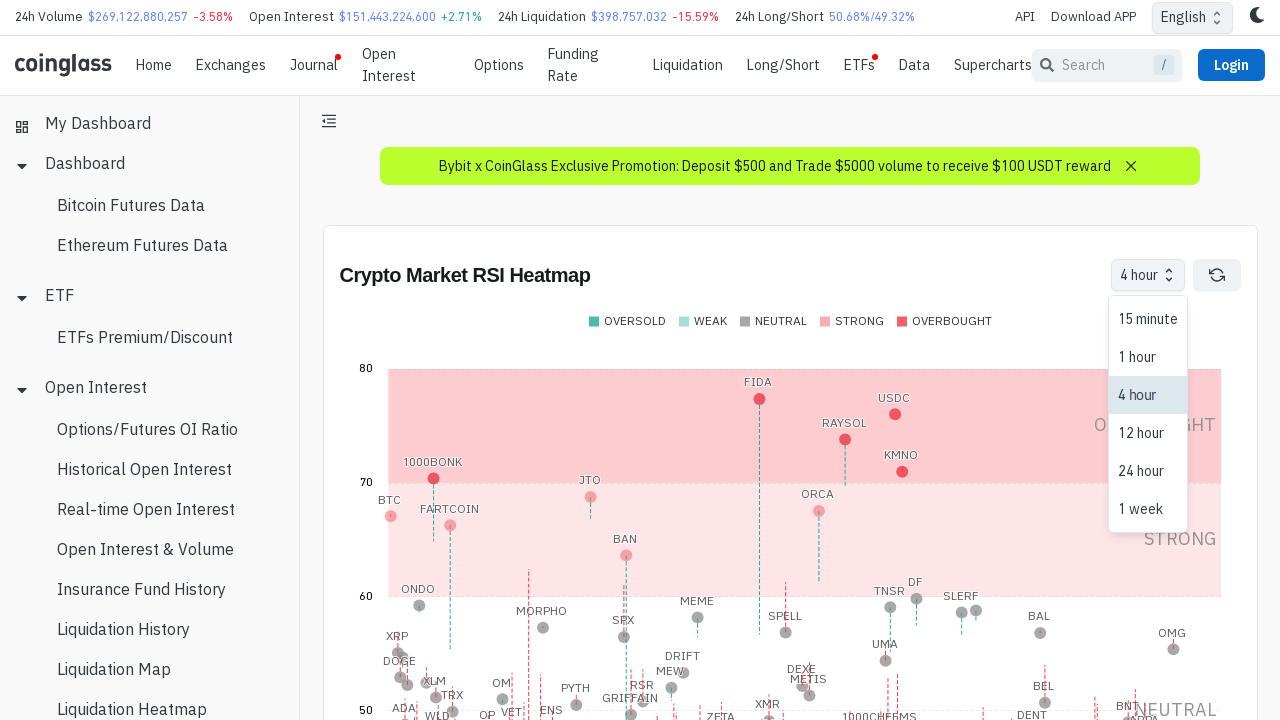 24h Volume $269,122,880,257 -3.58% Open Interest $151,443,224,600 +2.71% 24h Liquidation $398,757,032 -15.59% 24h Long/Short 50.68%/49.32% API Download APP English
coinglass Home Exchanges Journal Open Interest Options Funding Rate Liquidation Long/Short ETFs Data Supercharts Search / Login
My Dashboard
Dashboard
Bitcoin Futures Data
Ethereum Futures Data
ETF
ETFs Premium/Discount
Open Interest
Options/Futures OI Ratio
Historical Open Interest
Real-time Open Interest
Open Interest & Volume
Insurance Fund History
Liquidation History
Liquidation Map
Liquidation Heatmap
Bybit x CoinGlass Exclusive Promotion: Deposit $500 and Trade $5000 volume to receive $100 USDT reward
Crypto Market RSI Heatmap
4 hour
15 minute
1 hour
4 hour
12 hour
24 hour
1 week
OVERSOLD WEAK NEUTRAL STRONG OVERBOUGHT
80
FIDA
USDC
RAYSOL
KMNO
1000BONK
70
JTO
BTC
ORCA
FARTCOIN
BAN
STRONG
60
ONDO
DF
TNSR
SLERF
MEME
MORPHO
SPX
SPELL
BAL
OMG
XRP
UMA
DRIFT
DOGE
MEW
DEXE
METIS
XLM
OM
RSR
BEL
PYTH
TRX
GRIFFAIN
XMR
ADA
BNT
NEUTRAL
50
WLD
OP
VET
ENS
ZETA
1000CHEEMS
DENT